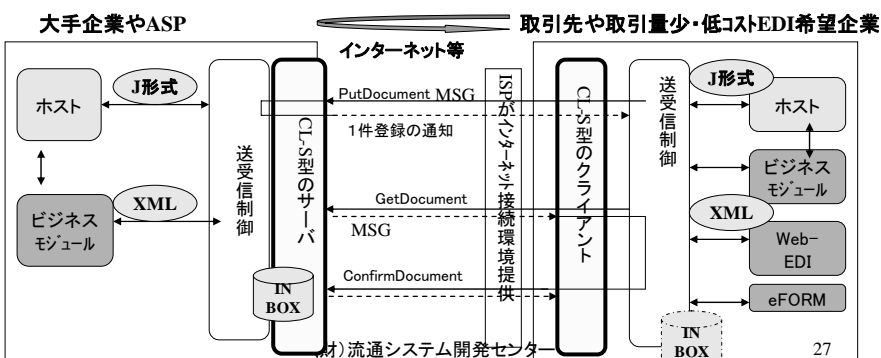 大手企業やASP
取引先や取引量少・低コストEDI希望企業
インターネット等
J形式
ホスト
XML
ビジネス
モジュール
送受信制御
CL-S型のサーバ
IN
BOX
PutDocument MSG
1件登録の通知
GetDocument
MSG
ConfirmDocument
ISPがインターネット接続環境提供
CL-S型のクライアント
送受信制御
J形式
ホスト
ビジネス
モジュール
XML
Web-
EDI
eFORM
IN
BOX
財)流通システム開発センター
27